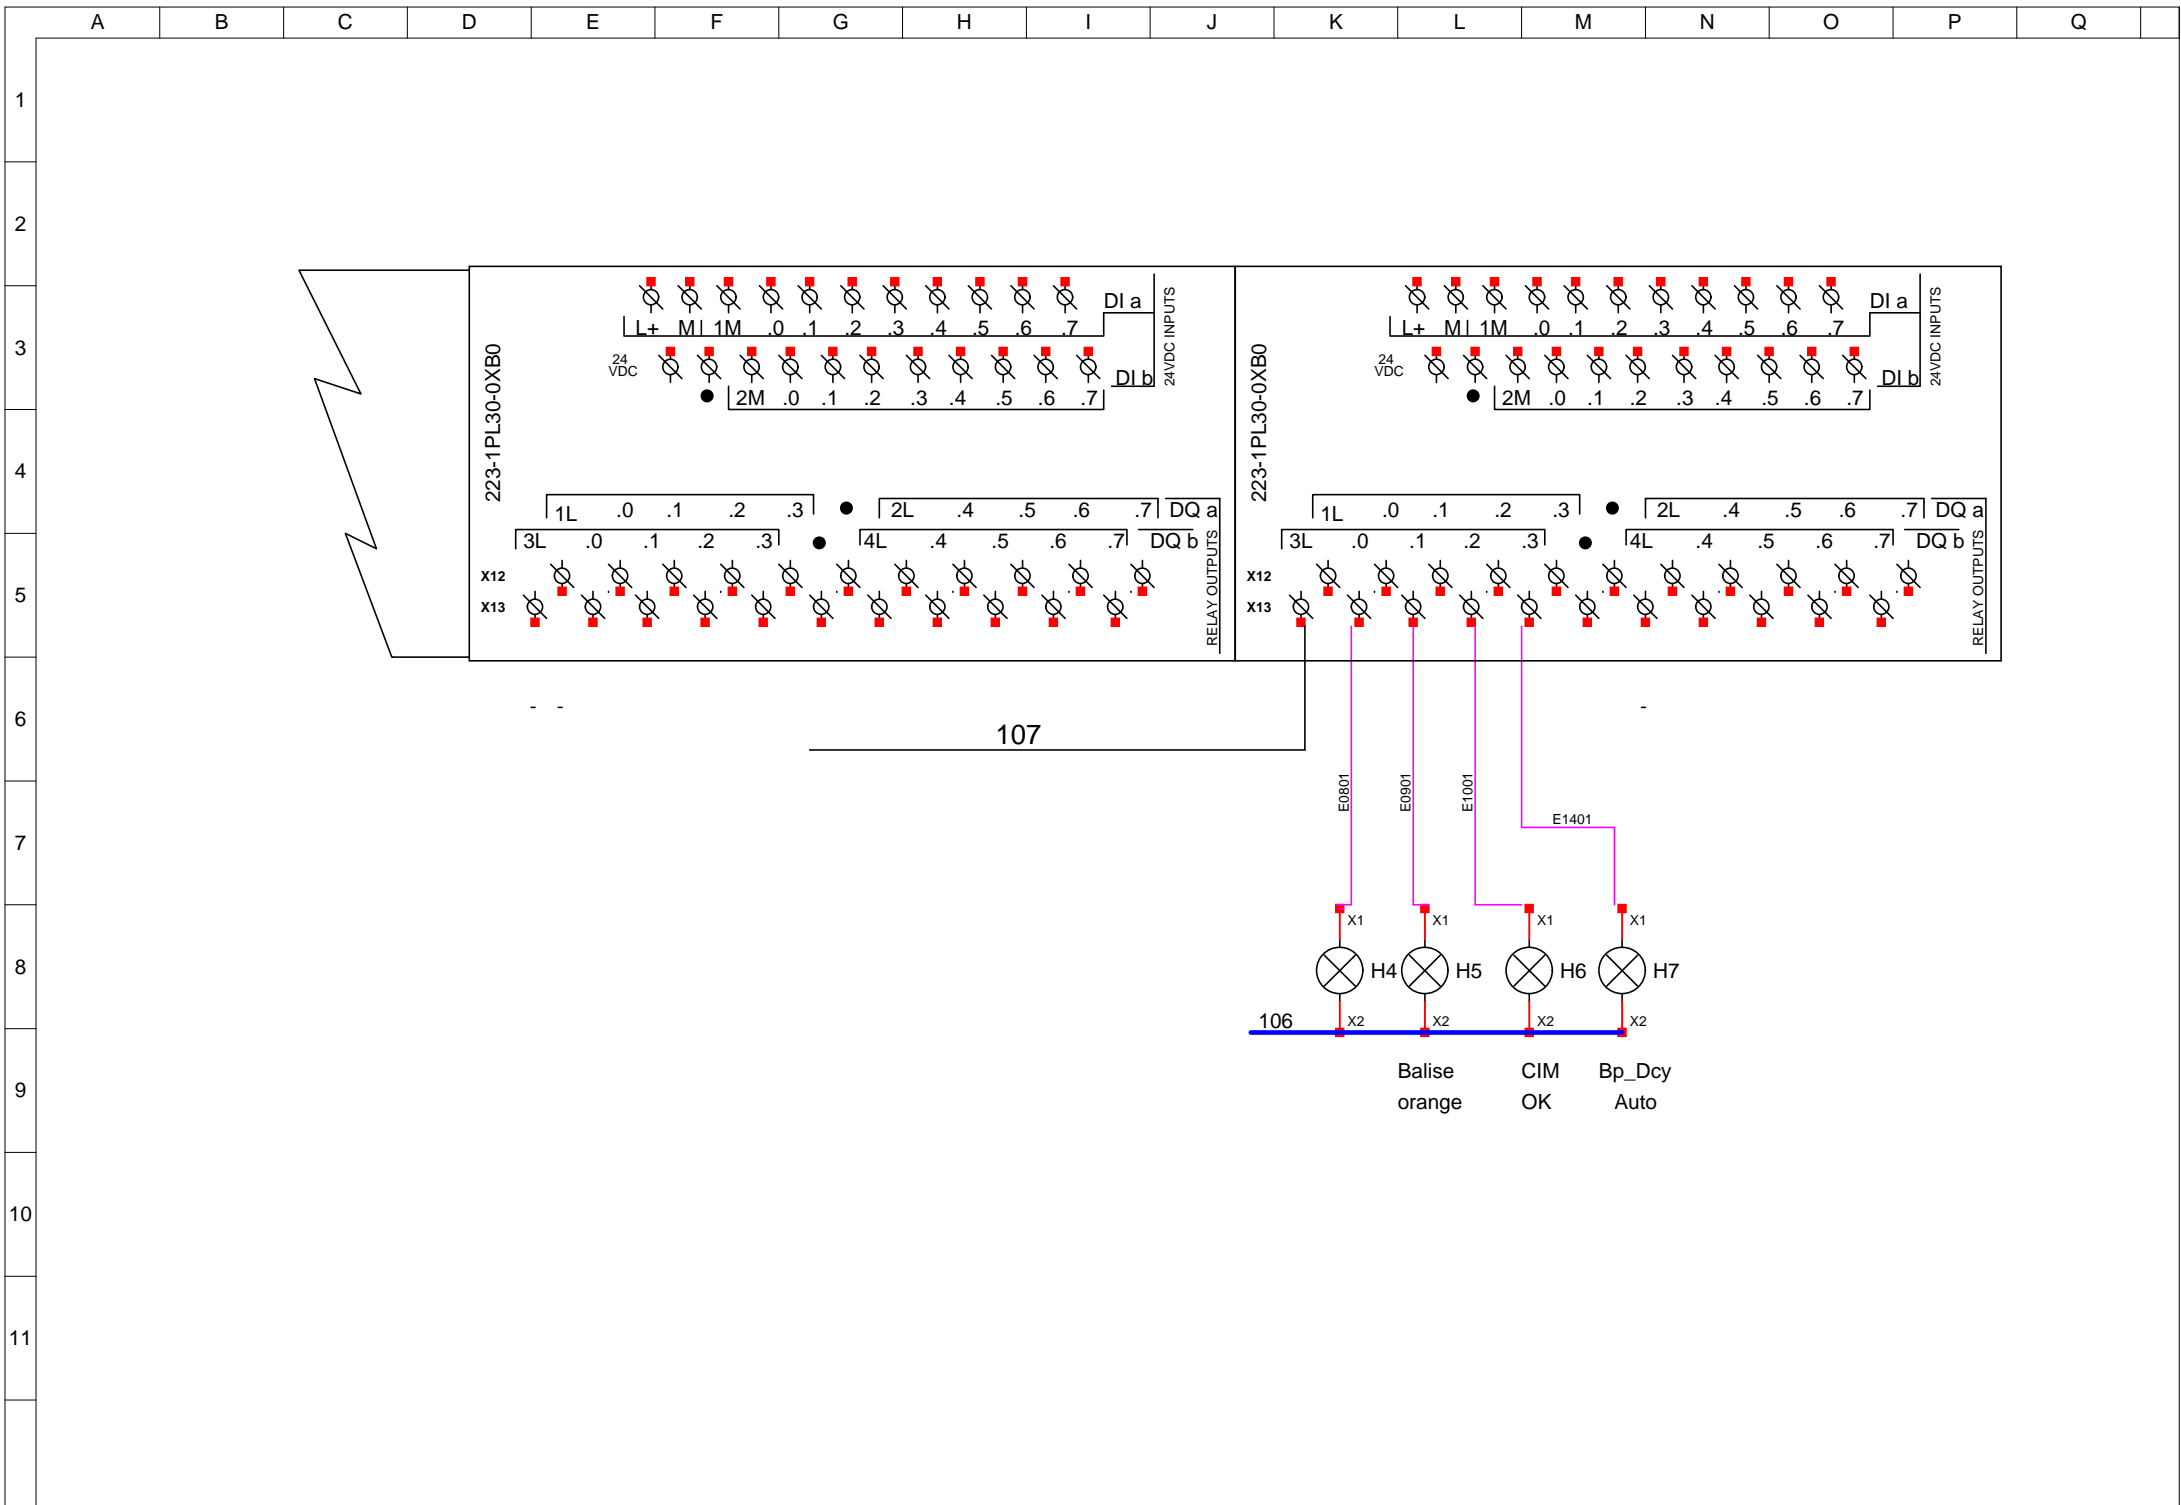 A B C D E F G H I J K L M N O P Q
1
2
3
4
5
6
7
8
9
10
11
223-1PL30-0XB0
L+ M 1M .0 .1 .2 .3 .4 .5 .6 .7 DI a
24 VDC
2M .0 .1 .2 .3 .4 .5 .6 .7 DI b
24VDC INPUTS
1L .0 .1 .2 .3 2L .4 .5 .6 .7 DQ a
3L .0 .1 .2 .3 4L .4 .5 .6 .7 DQ b
X12
X13
RELAY OUTPUTS
223-1PL30-0XB0
L+ M 1M .0 .1 .2 .3 .4 .5 .6 .7 DI a
24 VDC
2M .0 .1 .2 .3 .4 .5 .6 .7 DI b
24VDC INPUTS
1L .0 .1 .2 .3 2L .4 .5 .6 .7 DQ a
3L .0 .1 .2 .3 4L .4 .5 .6 .7 DQ b
X12
X13
RELAY OUTPUTS
- - -
107
E0801 E0901 E1001 E1401
X1 X1 X1 X1
H4 H5 H6 H7
106 X2 X2 X2 X2
Balise CIM Bp_Dcy
orange OK Auto